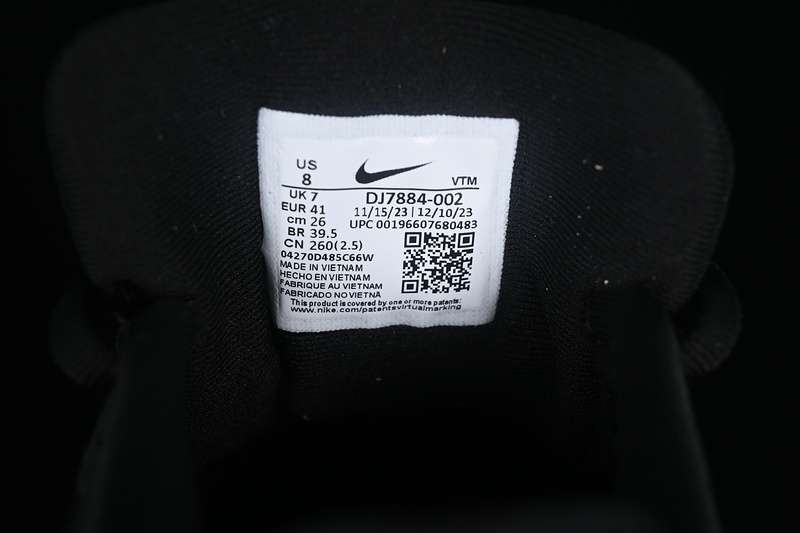 US
8
VTM
UK 7
EUR 41
cm 26
BR 39.5
CN 260(2.5)
DJ7884-002
11/15/23 | 12/10/23
UPC 00196607680483
04270D485C66W
MADE IN VIETNAM
HECHO EN VIETNAM
FABRIQUE AU VIETNAM
FABRICADO NO VIETNÃ
This product is covered by one or more patents:
www.nike.com/patentsvirtualmarking